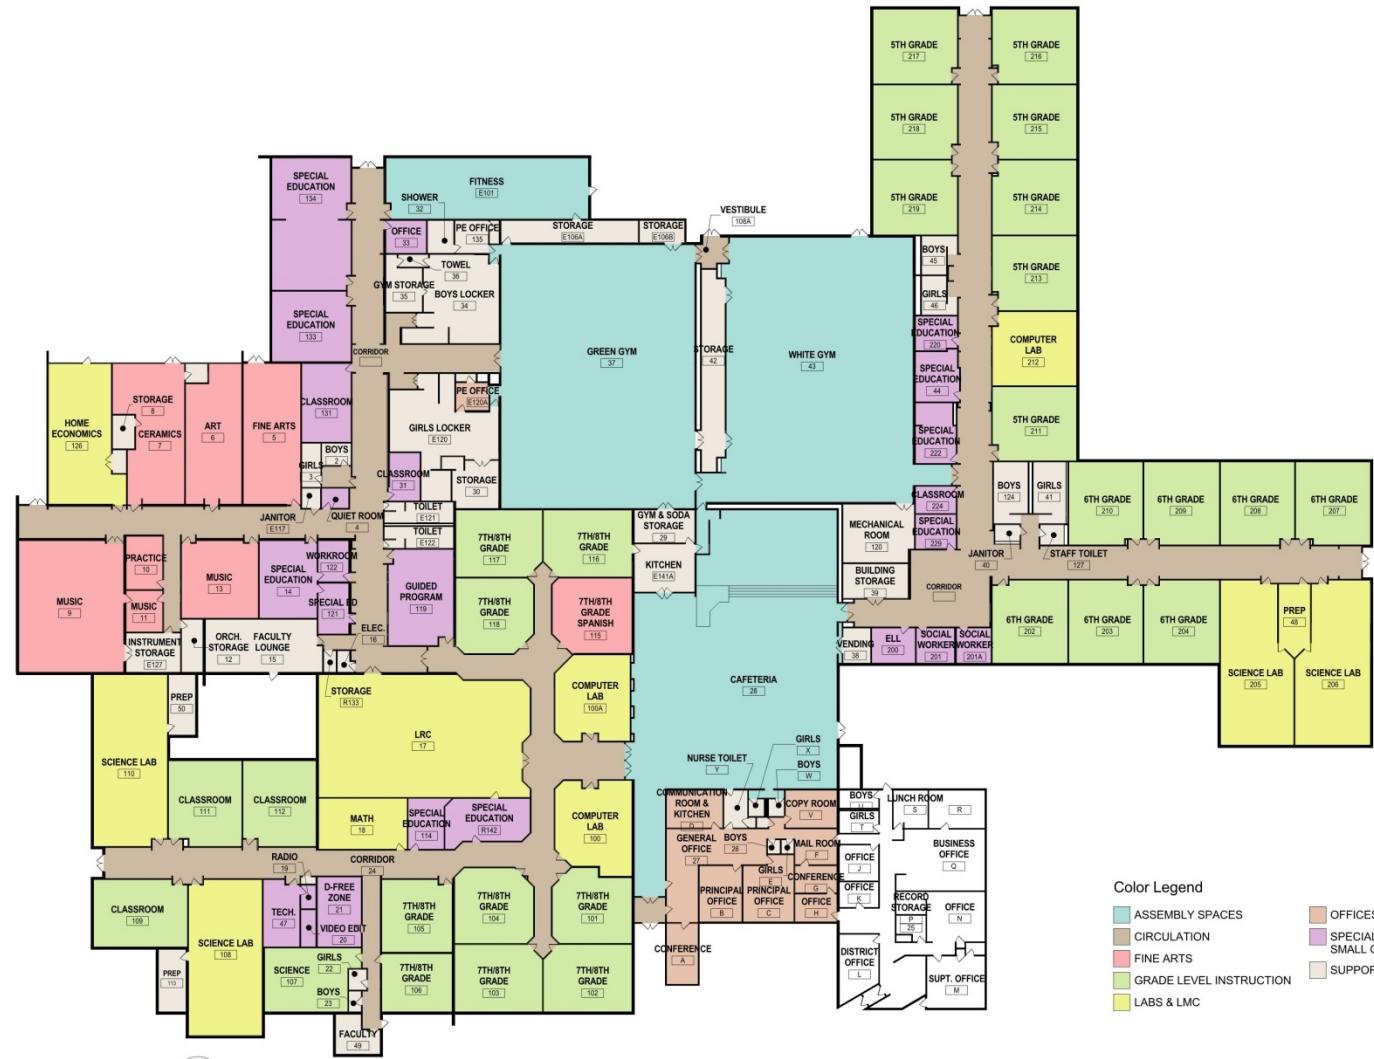 5TH GRADE
217
5TH GRADE
216
5TH GRADE
218
5TH GRADE
215
5TH GRADE
219
5TH GRADE
214
SPECIAL
EDUCATION
134
FITNESS
E101
SHOWER
32
OFFICE
33
PE OFFICE
135
STORAGE
E106A
STORAGE
E106B
VESTIBULE
108A
BOYS
45
5TH GRADE
213
TOWEL
36
GYM STORAGE
35
BOYS LOCKER
34
GIRLS
46
SPECIAL
EDUCATION
133
SPECIAL
EDUCATION
220
CORRIDOR
GREEN GYM
37
STORAGE
42
WHITE GYM
43
COMPUTER
LAB
212
SPECIAL
EDUCATION
44
HOME
ECONOMICS
126
STORAGE
8
CERAMICS
7
ART
6
FINE ARTS
5
CLASSROOM
131
PE OFFICE
E120A
GIRLS LOCKER
E120
5TH GRADE
211
SPECIAL
EDUCATION
222
BOYS
2
GIRLS
3
CLASSROOM
31
STORAGE
30
CLASSROOM
224
BOYS
124
GIRLS
41
6TH GRADE
210
6TH GRADE
209
6TH GRADE
208
6TH GRADE
207
JANITOR
E117
QUIET ROOM
4
TOILET
E121
TOILET
E122
GYM & SODA
STORAGE
29
MECHANICAL
ROOM
120
SPECIAL
EDUCATION
229
JANITOR
40
STAFF TOILET
127
PRACTICE
10
MUSIC
9
MUSIC
13
MUSIC
11
SPECIAL
EDUCATION
14
WORKROOM
122
SPECIAL ED
121
GUIDED
PROGRAM
119
7TH/8TH
GRADE
117
7TH/8TH
GRADE
116
KITCHEN
E141A
BUILDING
STORAGE
39
CORRIDOR
7TH/8TH
GRADE
118
7TH/8TH
GRADE
SPANISH
115
6TH GRADE
202
6TH GRADE
203
6TH GRADE
204
PREP
48
INSTRUMENT
STORAGE
E127
ORCH.
STORAGE
12
FACULTY
LOUNGE
15
ELEC.
16
VENDING
38
ELL
200
SOCIAL
WORKER
201
SOCIAL
WORKER
201A
SCIENCE LAB
205
SCIENCE LAB
206
PREP
50
STORAGE
R133
LRC
17
COMPUTER
LAB
100A
CAFETERIA
28
SCIENCE LAB
110
CLASSROOM
111
CLASSROOM
112
MATH
18
SPECIAL
EDUCATION
114
SPECIAL
EDUCATION
R142
COMPUTER
LAB
100
NURSE TOILET
Y
GIRLS
X
BOYS
W
COMMUNICATION
ROOM &
KITCHEN
D
COPY ROOM
V
BOYS
U
LUNCH ROOM
S
R
GIRLS
T
RADIO
19
CORRIDOR
24
GENERAL
OFFICE
27
BOYS
26
MAIL ROOM
F
GIRLS
E
CONFERENCE
G
OFFICE
J
BUSINESS
OFFICE
Q
CLASSROOM
109
SCIENCE LAB
108
TECH.
47
D-FREE
ZONE
21
VIDEO EDIT
20
7TH/8TH
GRADE
105
7TH/8TH
GRADE
104
7TH/8TH
GRADE
101
PRINCIPAL
OFFICE
B
PRINCIPAL
OFFICE
C
OFFICE
H
OFFICE
K
RECORD
STORAGE
P
25
OFFICE
N
CONFERENCE
A
DISTRICT
OFFICE
L
SUPT. OFFICE
M
PREP
113
SCIENCE
107
GIRLS
22
BOYS
23
7TH/8TH
GRADE
106
7TH/8TH
GRADE
103
7TH/8TH
GRADE
102
FACULTY
49
Color Legend
ASSEMBLY SPACES
CIRCULATION
FINE ARTS
GRADE LEVEL INSTRUCTION
LABS & LMC
OFFICES
SPECIAL
SMALL
SUPPOR